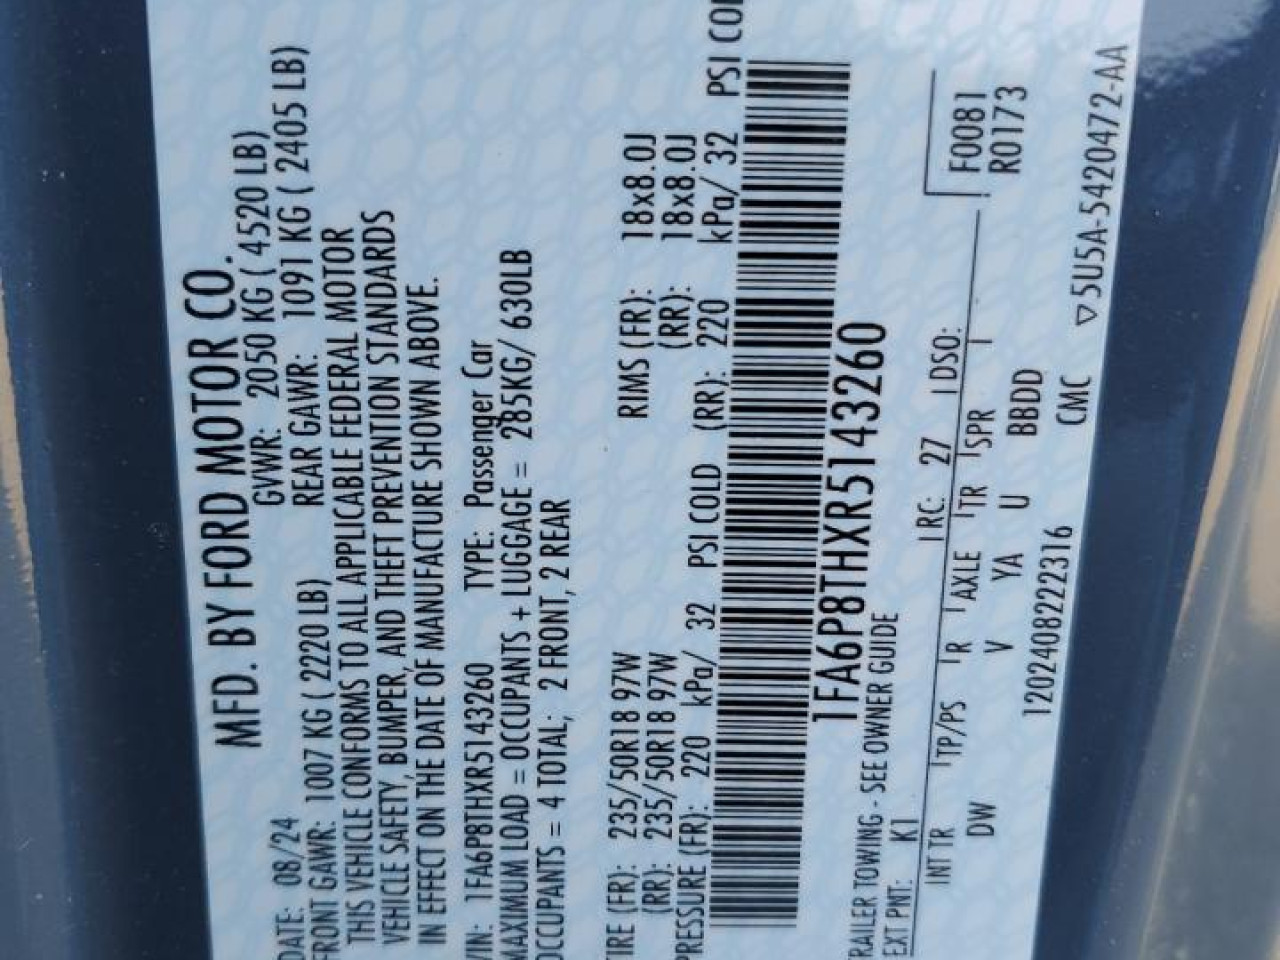 MFD. BY FORD MOTOR CO.
DATE: 08/24 GVWR: 2050 KG ( 4520 LB)
FRONT GAWR: 1007 KG ( 2220 LB) REAR GAWR: 1091 KG ( 2405 LB)
THIS VEHICLE CONFORMS TO ALL APPLICABLE FEDERAL MOTOR
VEHICLE SAFETY, BUMPER, AND THEFT PREVENTION STANDARDS
IN EFFECT ON THE DATE OF MANUFACTURE SHOWN ABOVE.
VIN: 1FA6P8THXR5143260 TYPE: Passenger Car
MAXIMUM LOAD = OCCUPANTS + LUGGAGE = 285KG/ 630LB
OCCUPANTS = 4 TOTAL; 2 FRONT, 2 REAR
TIRE (FR): 235/50R18 97W RIMS (FR): 18x8.0J
(RR): 235/50R18 97W (RR): 18x8.0J
PRESSURE (FR): 220 kPa/ 32 PSI COLD (RR): 220 kPa/ 32 PSI COL
1FA6P8THXR5143260
TRAILER TOWING - SEE OWNER GUIDE
EXT PNT: K1 RC: 27 DSO: F0081
R0173
INT TR TP/PS R AXLE TR SPR
DW V YA U BBDD
120240822316 CMC ▽5U5A-5420472-AA